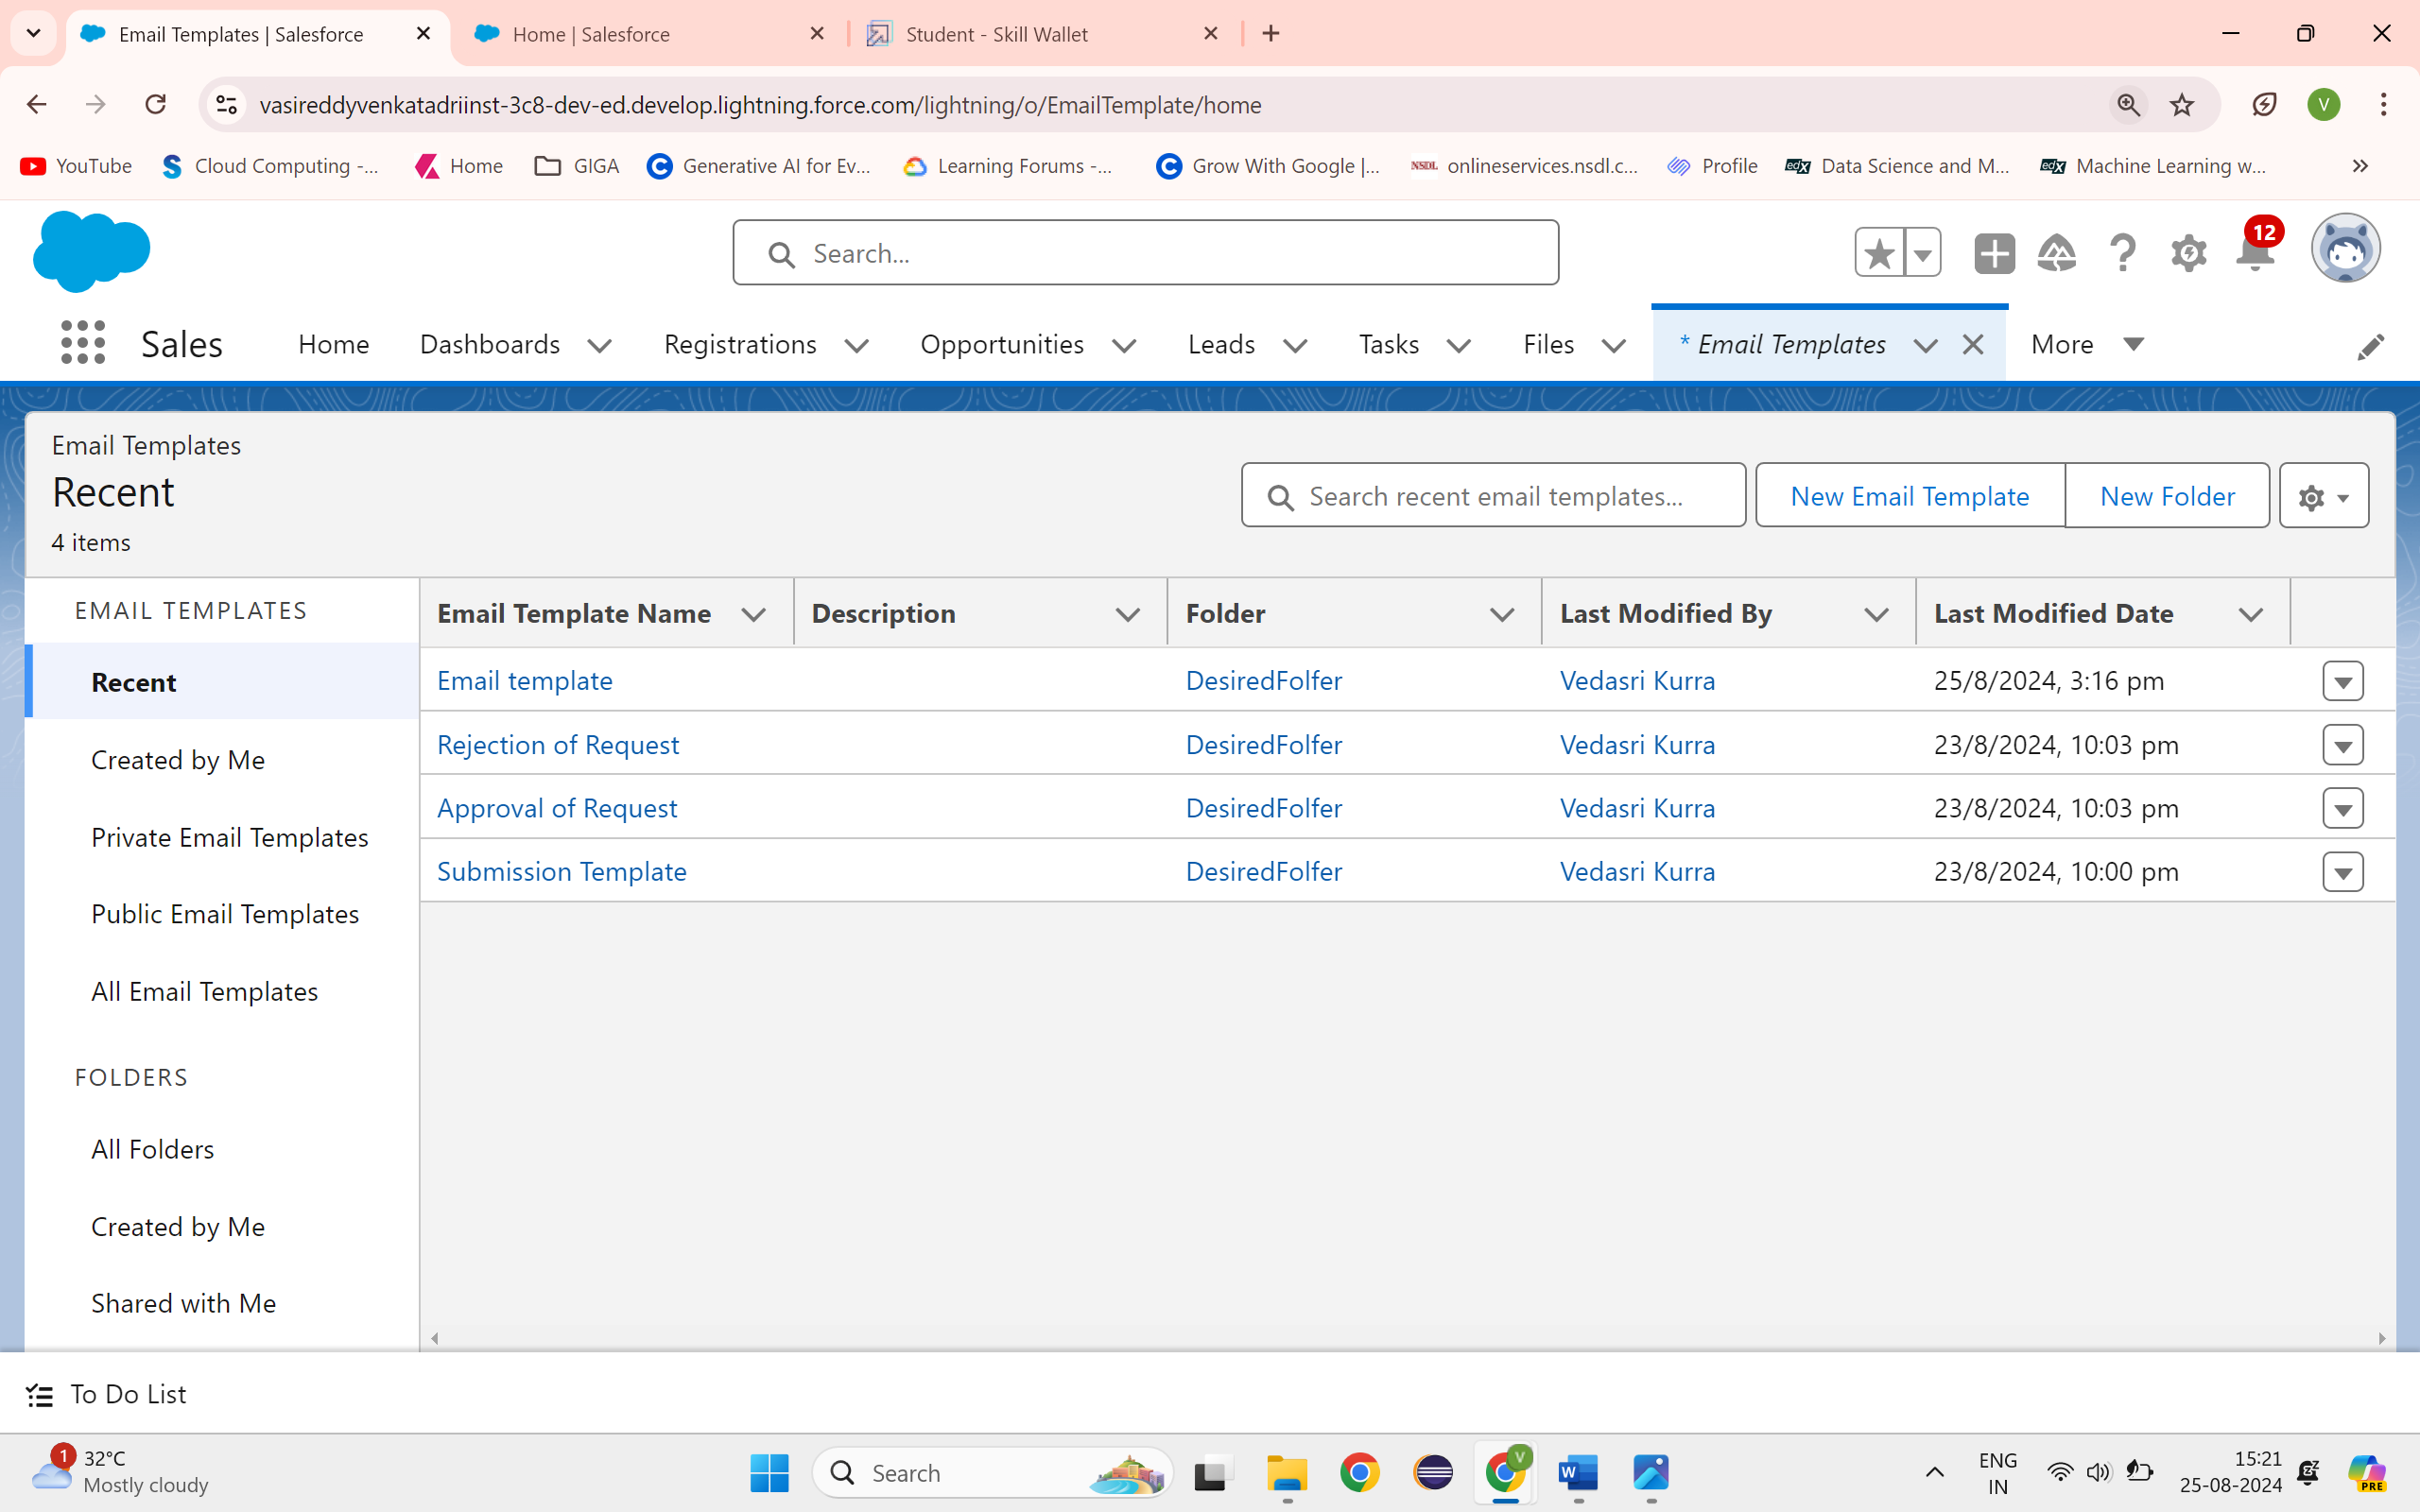 Email Templates | Salesforce
Home | Salesforce
Student - Skill Wallet
vasireddyvenkatadriinst-3c8-dev-ed.develop.lightning.force.com/lightning/o/EmailTemplate/home
V
YouTube
Cloud Computing -...
Home
GIGA
Generative AI for Ev...
Learning Forums -...
Grow With Google |...
NSDL onlineservices.nsdl.c...
Profile
edX Data Science and M...
edX Machine Learning w...
Search...
12
Sales
Home
Dashboards
Registrations
Opportunities
Leads
Tasks
Files
* Email Templates
More
Email Templates
Recent
4 items
Search recent email templates...
New Email Template
New Folder
EMAIL TEMPLATES
Recent
Created by Me
Private Email Templates
Public Email Templates
All Email Templates
FOLDERS
All Folders
Created by Me
Shared with Me
Email Template Name Description Folder Last Modified By Last Modified Date
Email template DesiredFolfer Vedasri Kurra 25/8/2024, 3:16 pm
Rejection of Request DesiredFolfer Vedasri Kurra 23/8/2024, 10:03 pm
Approval of Request DesiredFolfer Vedasri Kurra 23/8/2024, 10:03 pm
Submission Template DesiredFolfer Vedasri Kurra 23/8/2024, 10:00 pm
To Do List
1
32°C
Mostly cloudy
Search
V
W
ENG
IN
15:21
25-08-2024
PRE